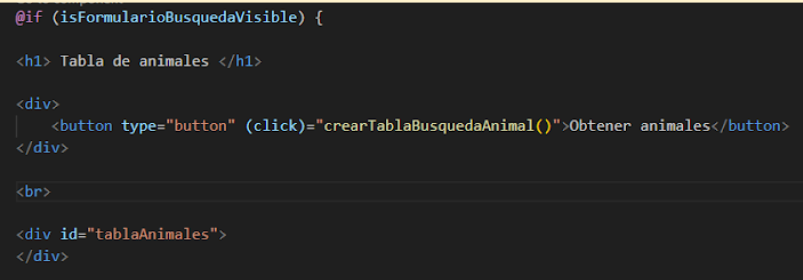 @if (isFormularioBusquedaVisible) {
<h1> Tabla de animales </h1>
<div>
<button type="button" (click)="crearTablaBusquedaAnimal()">Obtener animales</button>
</div>
<br>
<div id="tablaAnimales">
</div>